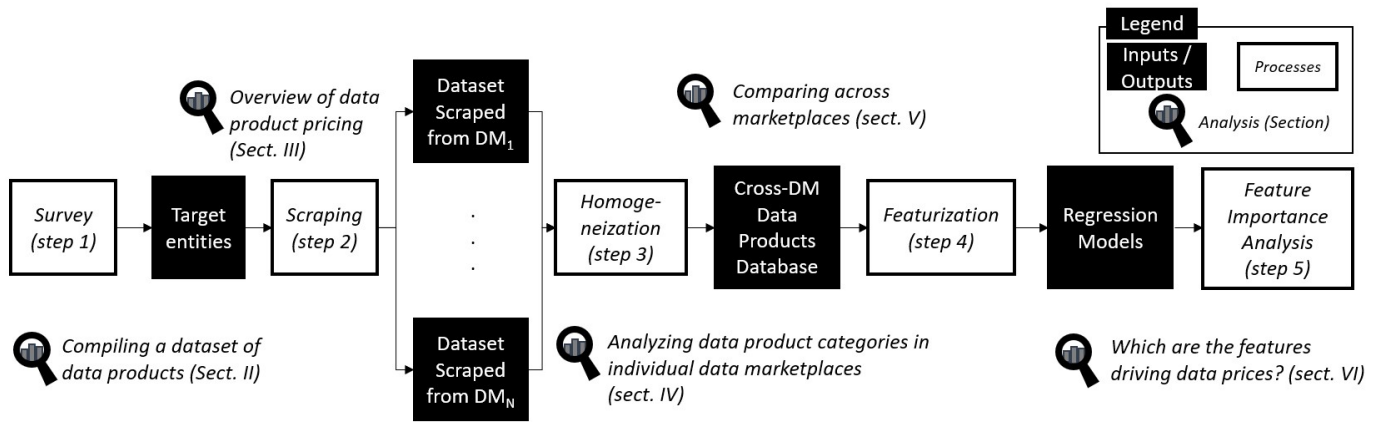 Legend
Inputs /
Outputs
Processes
Analysis (Section)
Overview of data
product pricing
(Sect. III)
Dataset
Scraped
from DM1
Comparing across
marketplaces (sect. V)
Survey
(step 1)
Target
entities
Scraping
(step 2)
.
.
.
Homoge-
neization
(step 3)
Cross-DM
Data
Products
Database
Featurization
(step 4)
Regression
Models
Feature
Importance
Analysis
(step 5)
Compiling a dataset of
data products (Sect. II)
Dataset
Scraped
from DMN
Analyzing data product categories in
individual data marketplaces
(sect. IV)
Which are the features
driving data prices? (sect. VI)